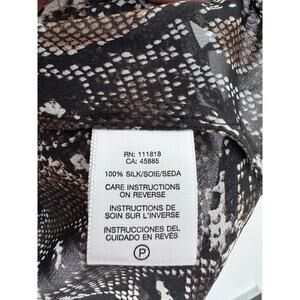 RN: 111818
CA: 45885
100% SILK/SOIE/SEDA
CARE INSTRUCTIONS
ON REVERSE
INSTRUCTIONS DE
SOIN SUR L'INVERSE
INSTRUCCIONES DEL
CUIDADO EN REVÉS
P